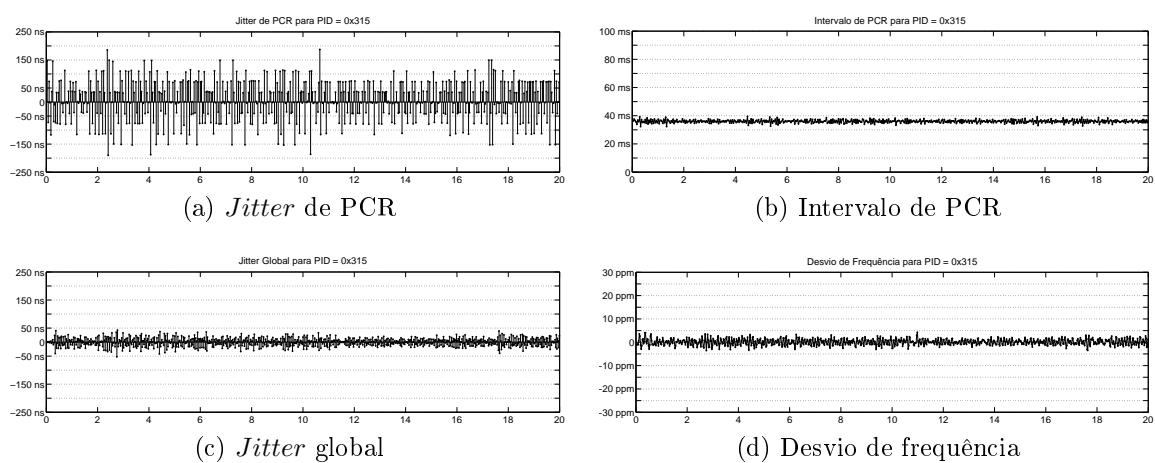 Jitter de PCR para PID = 0x315
250 ns
150 ns
50 ns
0
−50 ns
−150 ns
−250 ns
0 2 4 6 8 10 12 14 16 18 20
(a) Jitter de PCR
Intervalo de PCR para PID = 0x315
100 ms
80 ms
60 ms
40 ms
20 ms
0
0 2 4 6 8 10 12 14 16 18 20
(b) Intervalo de PCR
Jitter Global para PID = 0x315
250 ns
150 ns
50 ns
0
−50 ns
−150 ns
−250 ns
0 2 4 6 8 10 12 14 16 18 20
(c) Jitter global
Desvio de Frequência para PID = 0x315
30 ppm
20 ppm
10 ppm
0
-10 ppm
-20 ppm
-30 ppm
0 2 4 6 8 10 12 14 16 18 20
(d) Desvio de frequência